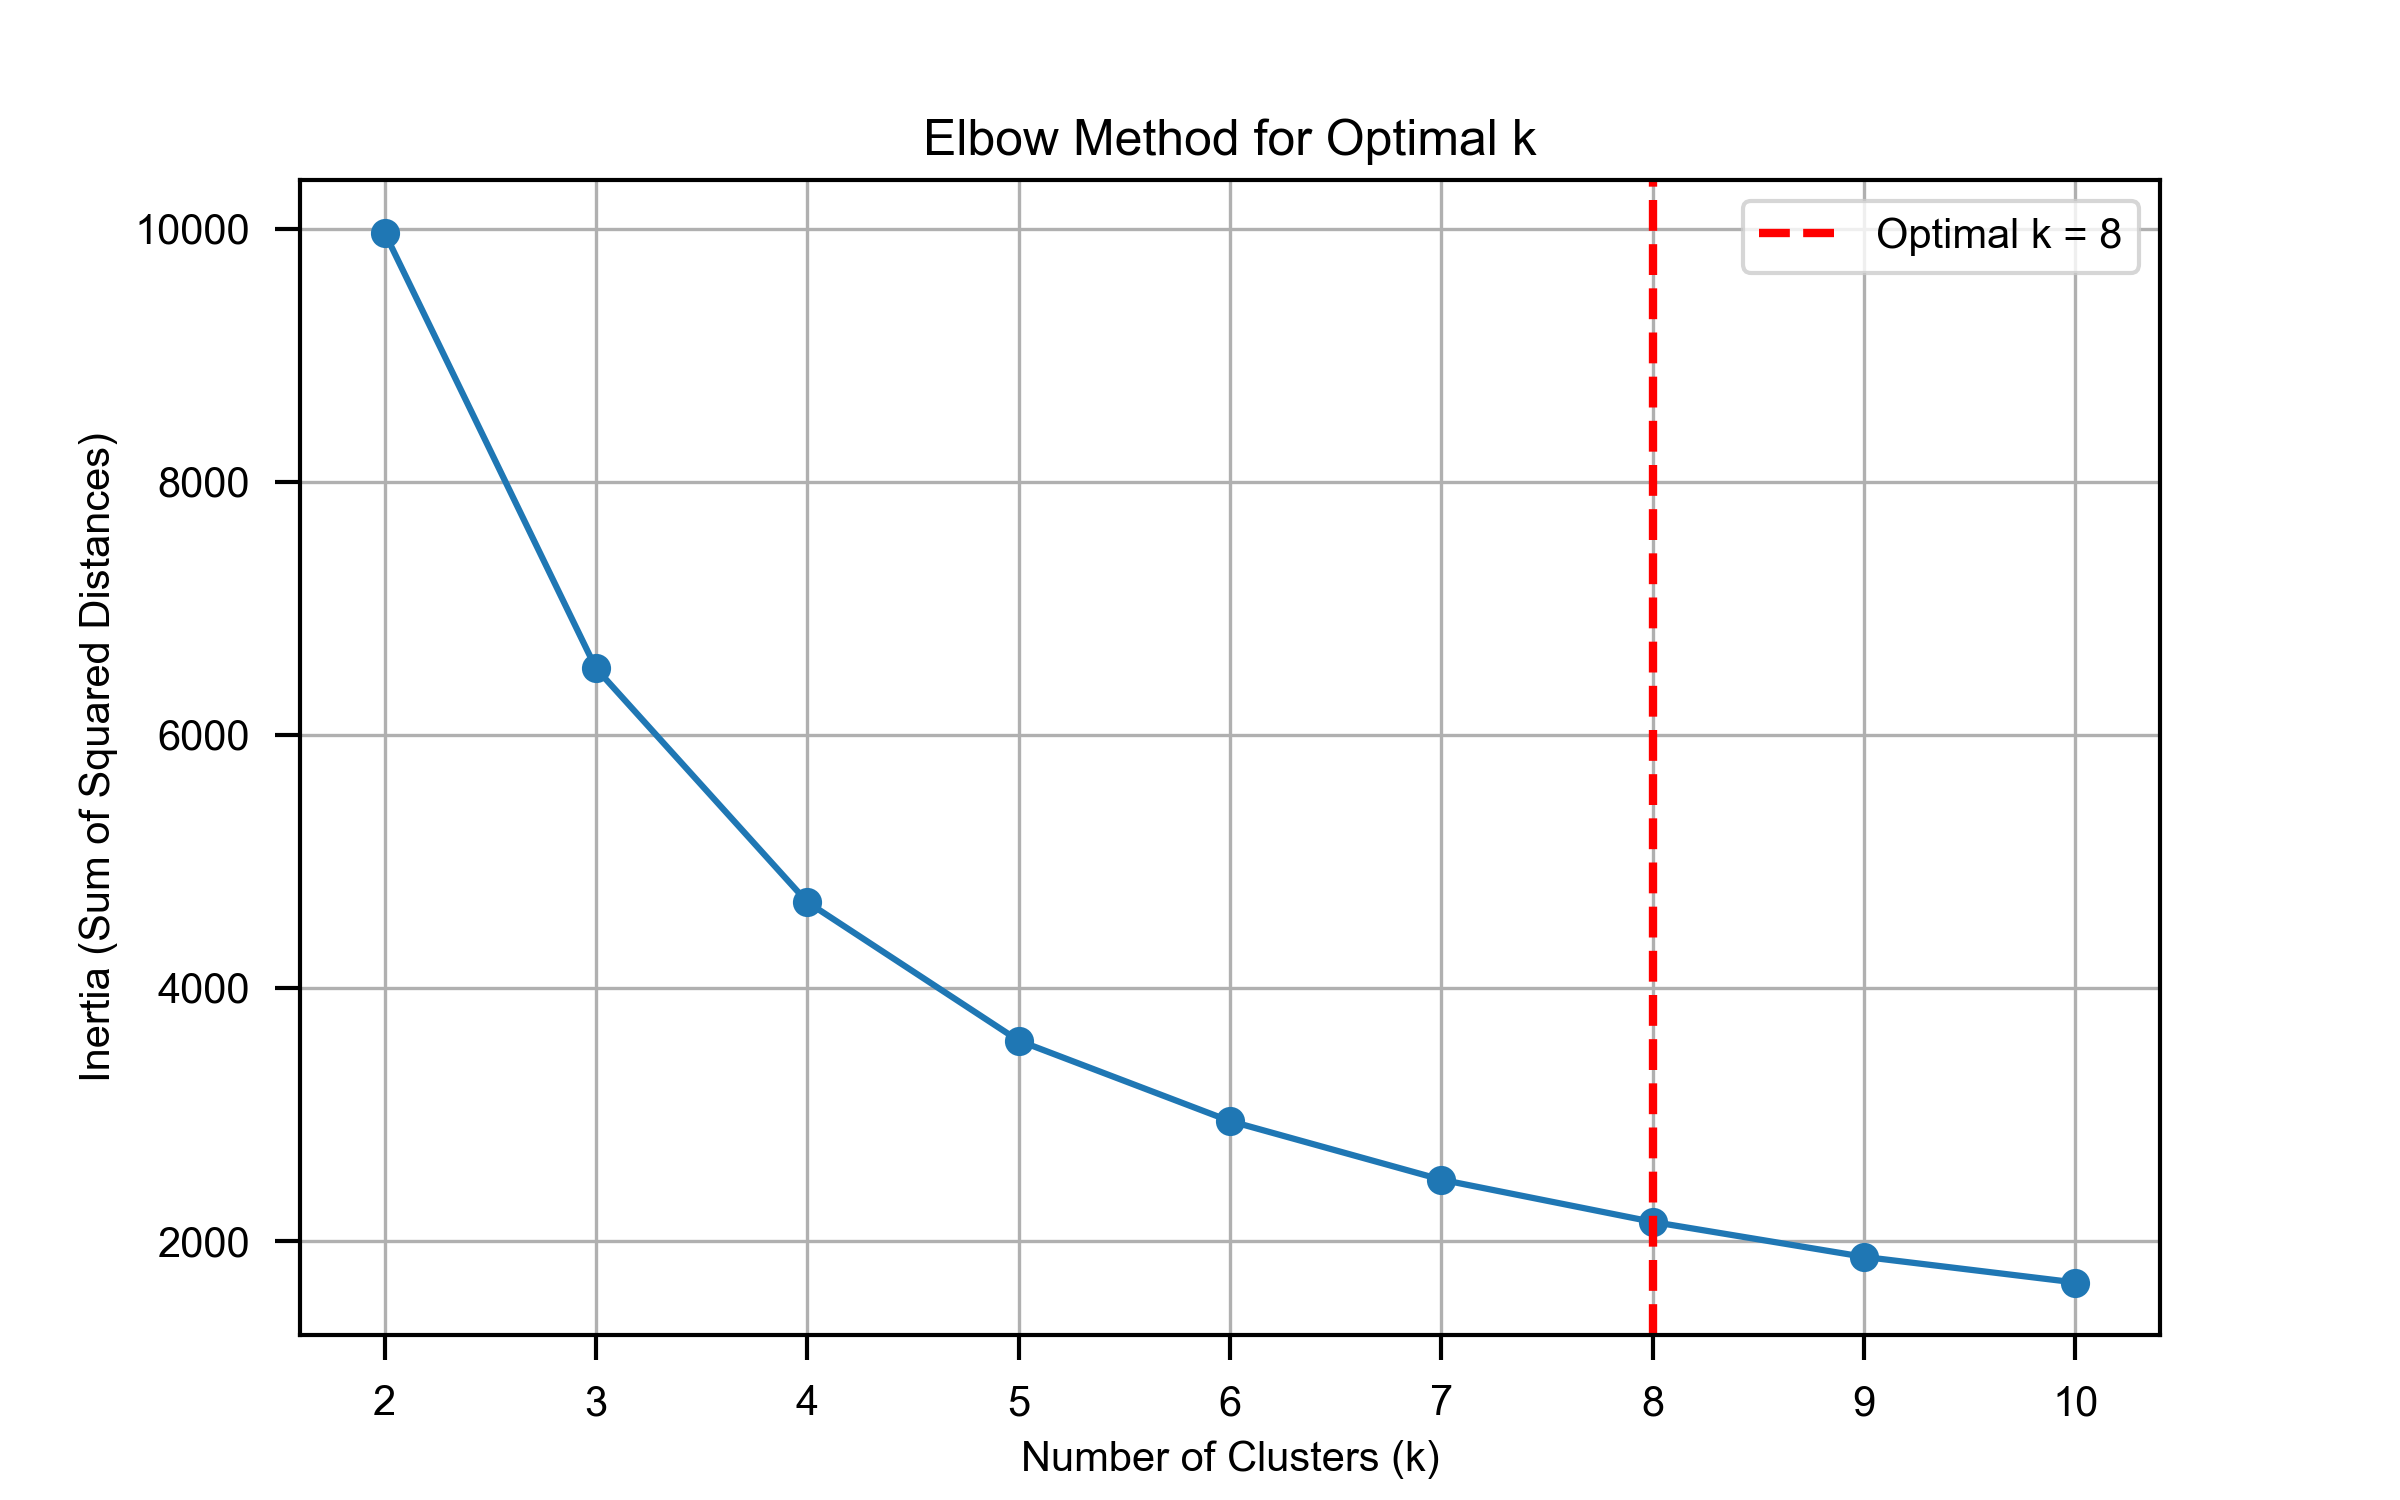 Elbow Method for Optimal k
Optimal k = 8
Inertia (Sum of Squared Distances)
10000
8000
6000
4000
2000
2 3 4 5 6 7 8 9 10
Number of Clusters (k)